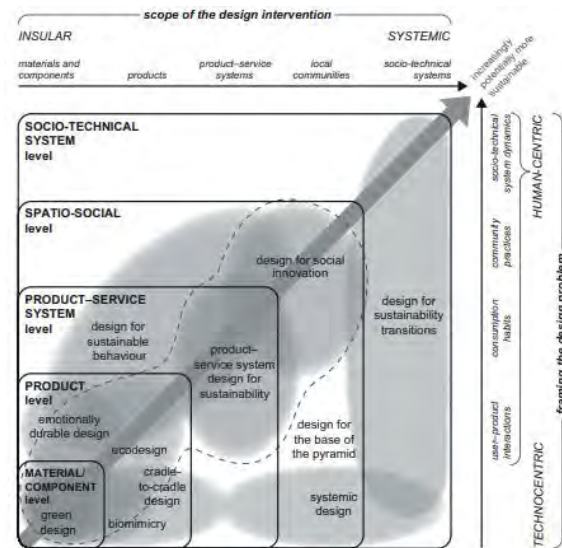 scope of the design intervention
INSULAR
SYSTEMIC
materials and
components
products
product–service
systems
local
communities
socio-technical
systems
increasingly
potentially more
sustainable
SOCIO-TECHNICAL
SYSTEM
level
SPATIO-SOCIAL
level
design for social
innovation
PRODUCT–SERVICE
SYSTEM
level
design for
sustainable
behaviour
design for
sustainability
transitions
product–
service system
design for
sustainability
PRODUCT
level
emotionally
durable design
ecodesign
design for
the base of
the pyramid
MATERIAL/
COMPONENT
level
green
design
cradle-
to-cradle
design
biomimicry
systemic
design
socio-technical
system dynamics
community
practices
consumption
habits
user–product
interactions
HUMAN-CENTRIC
TECHNOCENTRIC
framing the design problem